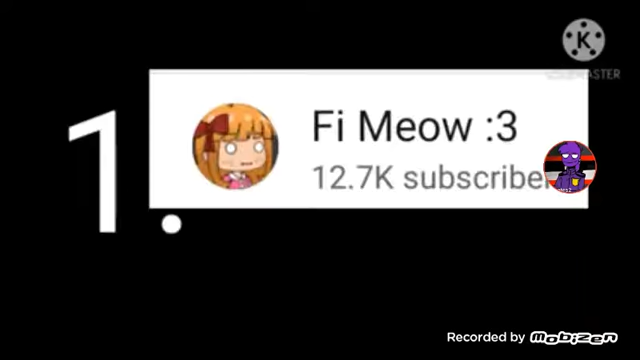 K
1.
Fi Meow :3
12.7K subscriber
Recorded by MOBIZEN